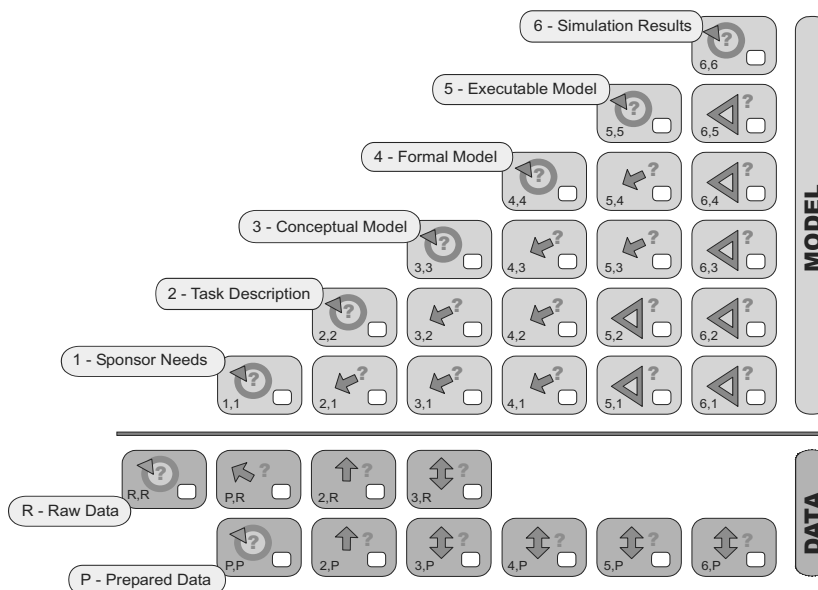 6 - Simulation Results
?
6,6
5 - Executable Model
?
5,5
?
6,5
4 - Formal Model
?
4,4
?
5,4
?
6,4
3 - Conceptual Model
?
3,3
?
4,3
?
5,3
?
6,3
2 - Task Description
?
2,2
?
3,2
?
4,2
?
5,2
?
6,2
1 - Sponsor Needs
?
1,1
?
2,1
?
3,1
?
4,1
?
5,1
?
6,1
MODEL
R - Raw Data
?
R,R
?
P,R
?
2,R
?
3,R
P - Prepared Data
?
P,P
?
2,P
?
3,P
?
4,P
?
5,P
?
6,P
DATA